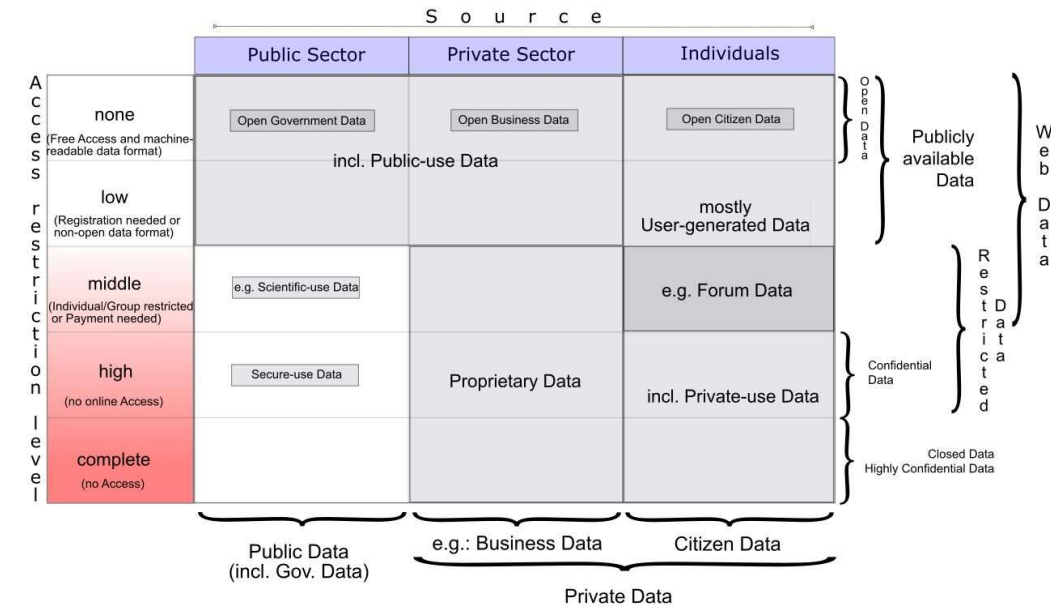 Source
Public Sector
Private Sector
Individuals
Access restriction level
none
(Free Access and machine-
readable data format)
Open Government Data
Open Business Data
Open Citizen Data
incl. Public-use Data
low
(Registration needed or
non-open data format)
mostly
User-generated Data
middle
(Individual/Group restricted
or Payment needed)
e.g. Scientific-use Data
e.g. Forum Data
high
(no online Access)
Secure-use Data
Proprietary Data
incl. Private-use Data
complete
(no Access)
Open Data
Publicly
available
Data
Web Data
Restricted
Data
Confidential
Data
Closed Data
Highly Confidential Data
Public Data
(incl. Gov. Data)
e.g.: Business Data
Citizen Data
Private Data